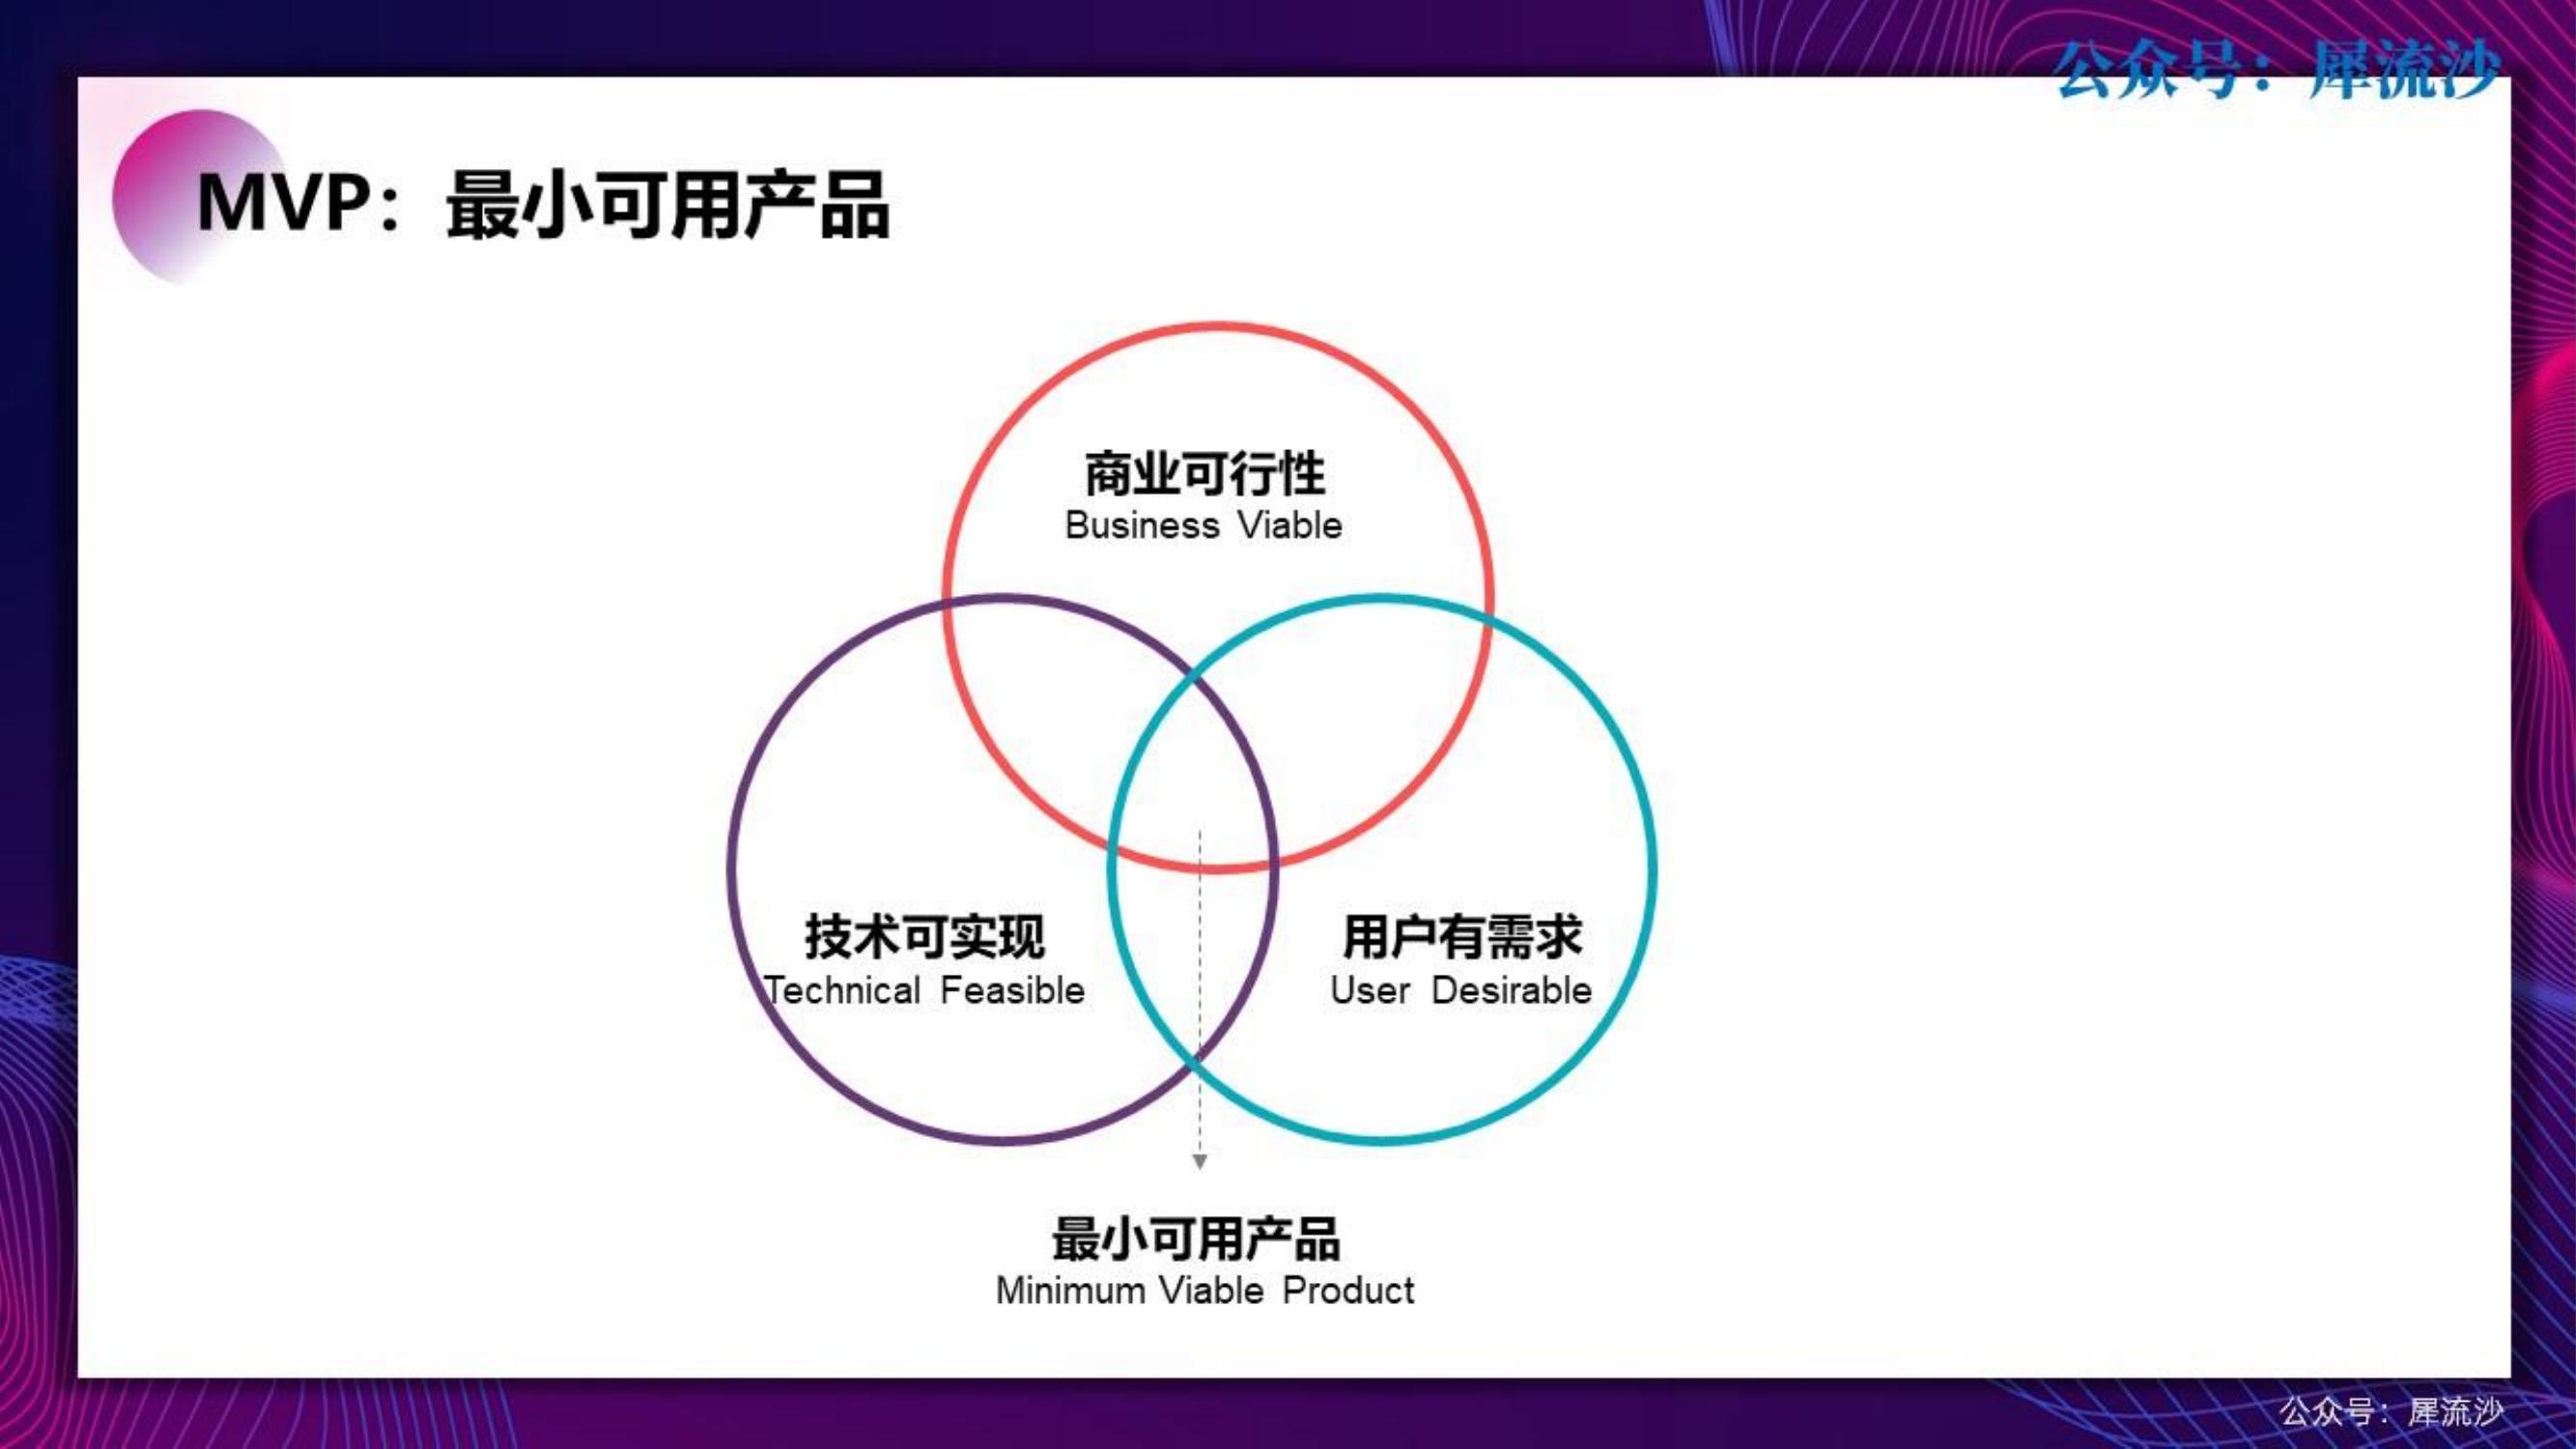 公众号：犀流沙
MVP：最小可用产品
商业可行性
Business Viable
技术可实现
Technical Feasible
用户有需求
User Desirable
最小可用产品
Minimum Viable Product
公众号：犀流沙